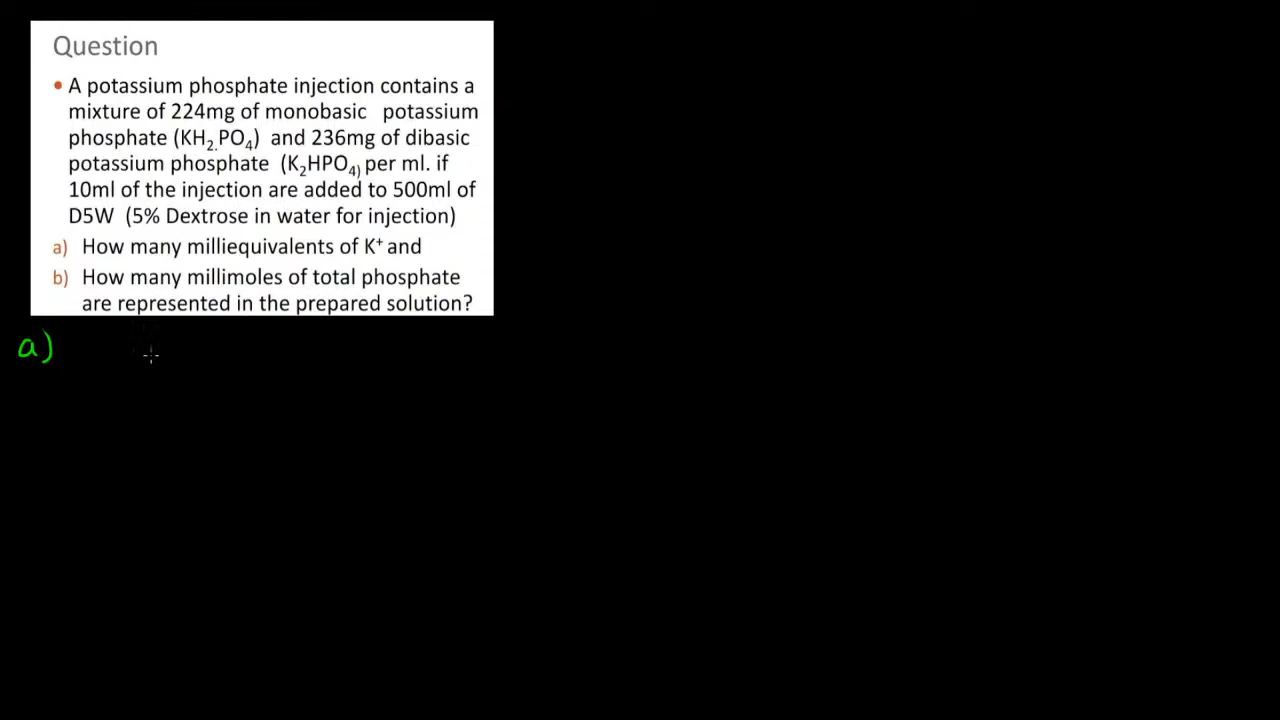 Question
• A potassium phosphate injection contains a
mixture of 224mg of monobasic potassium
phosphate (KH₂.PO₄) and 236mg of dibasic
potassium phosphate (K₂HPO₄₎ per ml. if
10ml of the injection are added to 500ml of
D5W (5% Dextrose in water for injection)
a) How many milliequivalents of K⁺ and
b) How many millimoles of total phosphate
are represented in the prepared solution?
a)